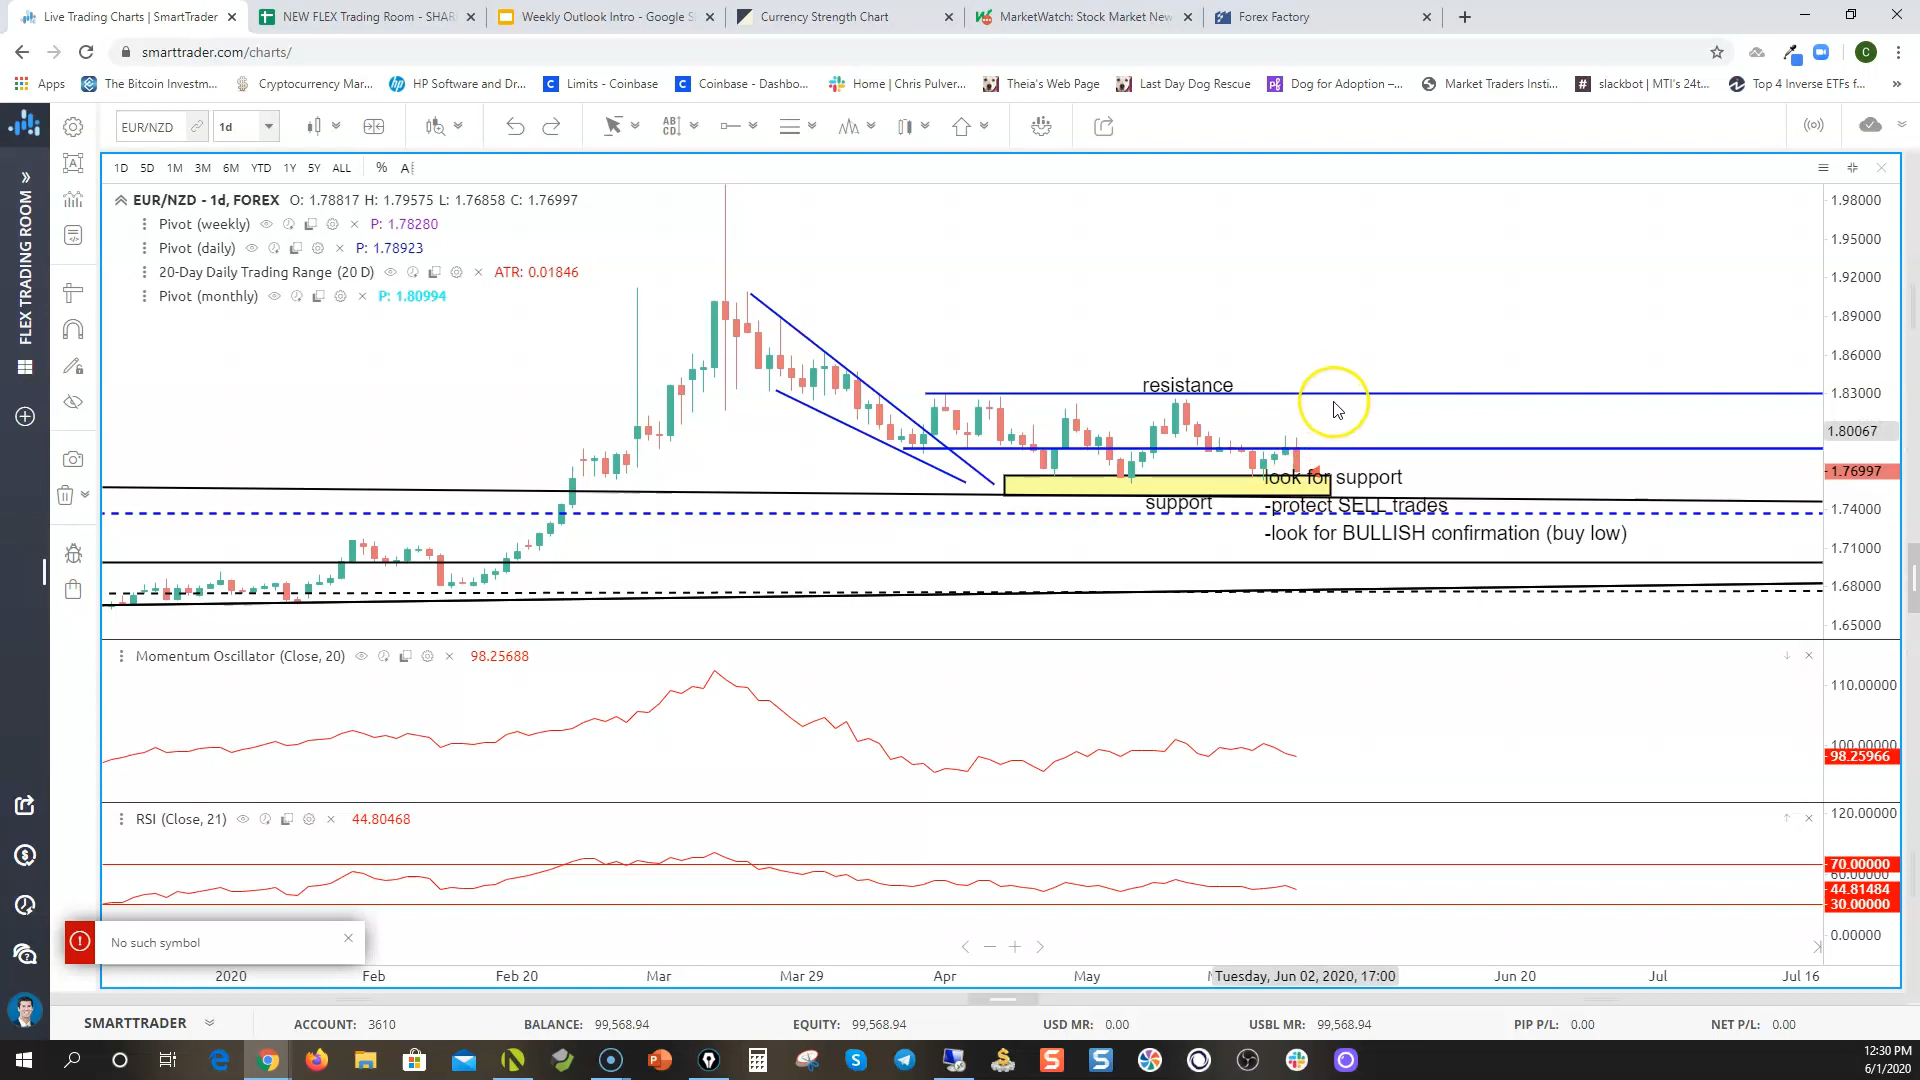 Live Trading Charts | SmartTrader
NEW FLEX Trading Room - SHAR
Weekly Outlook Intro - Google S
Currency Strength Chart
MarketWatch: Stock Market New
Forex Factory
smarttrader.com/charts/
C
Apps
The Bitcoin Investm...
Cryptocurrency Mar...
HP Software and Dr...
Limits - Coinbase
Coinbase - Dashbo...
Home | Chris Pulver...
Theia's Web Page
Last Day Dog Rescue
Dog for Adoption –...
Market Traders Insti...
slackbot | MTI's 24t...
Top 4 Inverse ETFs f...
FLEX TRADING ROOM
EUR/NZD
1d
1D 5D 1M 3M 6M YTD 1Y 5Y ALL %
EUR/NZD - 1d, FOREX O: 1.78817 H: 1.79575 L: 1.76858 C: 1.76997
Pivot (weekly) P: 1.78280
Pivot (daily) P: 1.78923
20-Day Daily Trading Range (20 D) ATR: 0.01846
Pivot (monthly) P: 1.80994
resistance
look for support
support
-protect SELL trades
-look for BULLISH confirmation (buy low)
1.98000
1.95000
1.92000
1.89000
1.86000
1.83000
1.80067
1.76997
1.74000
1.71000
1.68000
1.65000
Momentum Oscillator (Close, 20) 98.25688
110.00000
100.00000
98.25966
RSI (Close, 21) 44.80468
120.00000
70.00000
60.00000
44.81484
30.00000
0.00000
No such symbol
2020 Feb Feb 20 Mar Mar 29 Apr May Tuesday, Jun 02, 2020, 17:00 Jun 20 Jul Jul 16
SMARTTRADER ACCOUNT: 3610 BALANCE: 99,568.94 EQUITY: 99,568.94 USD MR: 0.00 USBL MR: 99,568.94 PIP P/L: 0.00 NET P/L: 0.00
12:30 PM
6/1/2020